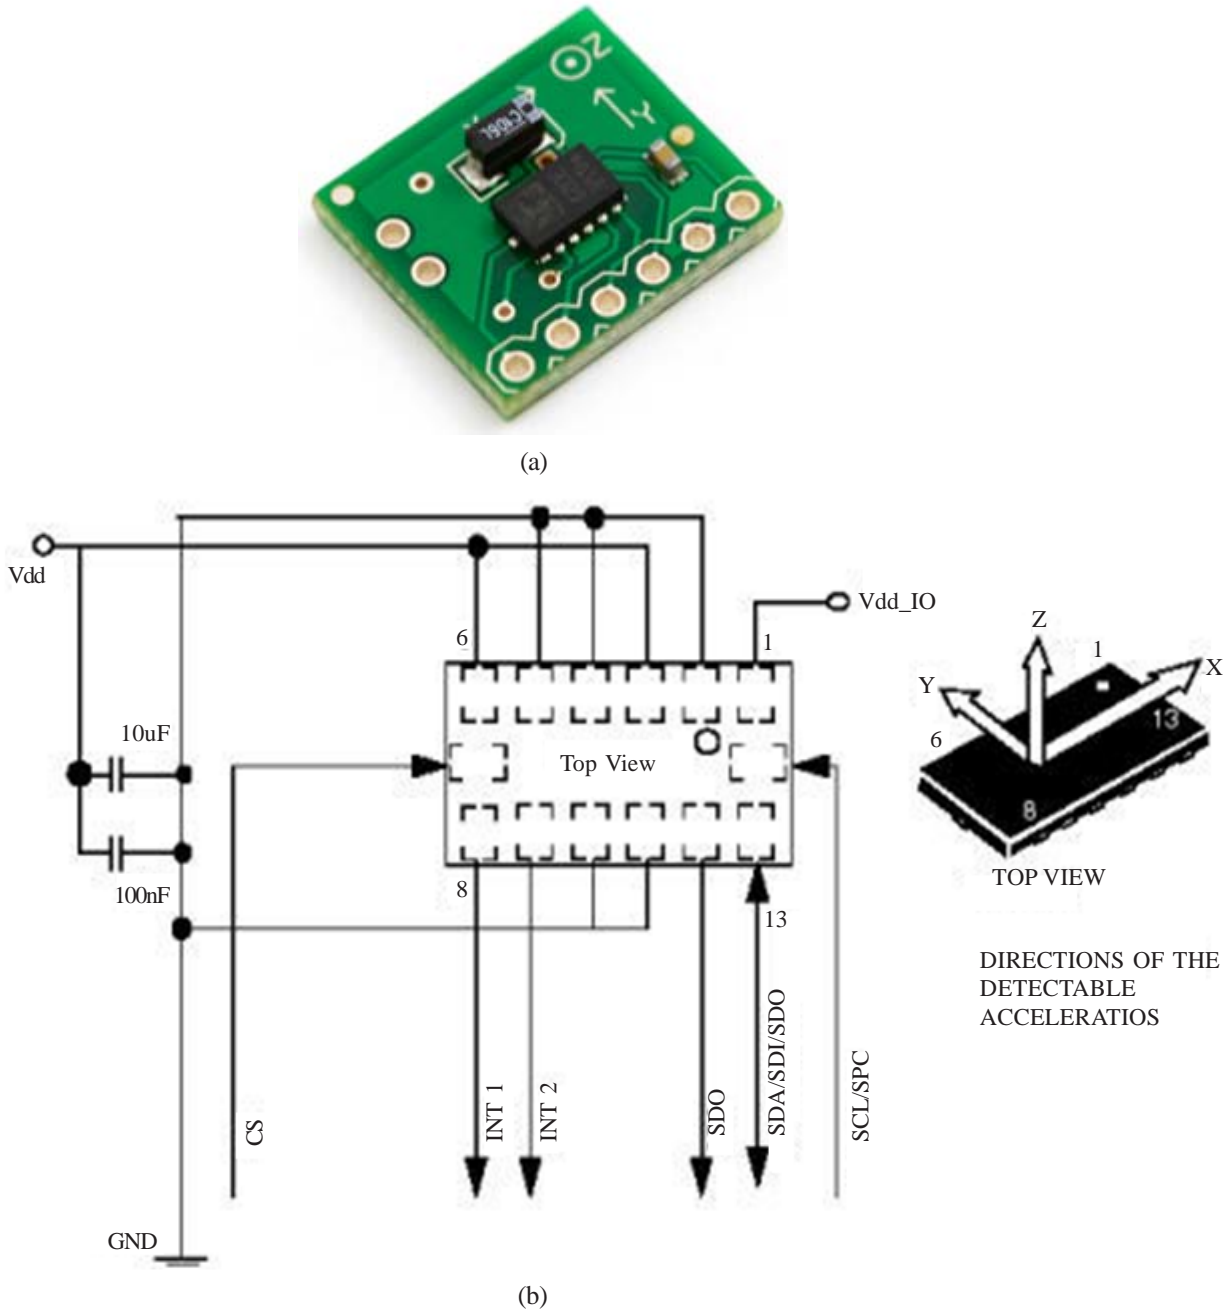 Z
Y
C106L
(a)
Vdd
Vdd_IO
6
1
10uF
Top View
100nF
8
13
CS
INT 1
INT 2
SDO
SDA/SDI/SDO
SCL/SPC
GND
Z
1
X
Y
13
6
8
TOP VIEW
DIRECTIONS OF THE
DETECTABLE
ACCELERATIOS
(b)